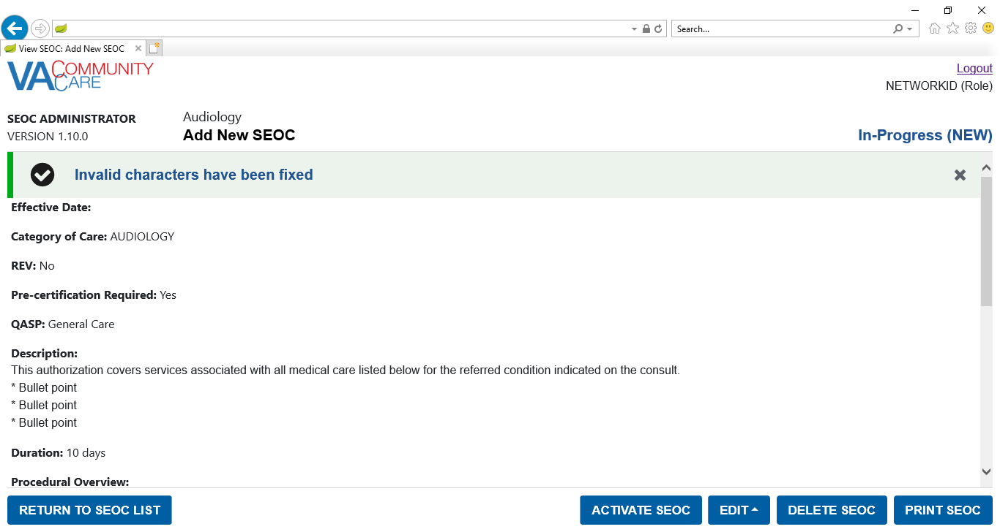 Search...
View SEOC: Add New SEOC
VA COMMUNITY CARE
Logout
NETWORKID (Role)
SEOC ADMINISTRATOR
VERSION 1.10.0
Audiology
Add New SEOC
In-Progress (NEW)
Invalid characters have been fixed
Effective Date:
Category of Care: AUDIOLOGY
REV: No
Pre-certification Required: Yes
QASP: General Care
Description:
This authorization covers services associated with all medical care listed below for the referred condition indicated on the consult.
* Bullet point
* Bullet point
* Bullet point
Duration: 10 days
Procedural Overview:
RETURN TO SEOC LIST
ACTIVATE SEOC
EDIT
DELETE SEOC
PRINT SEOC